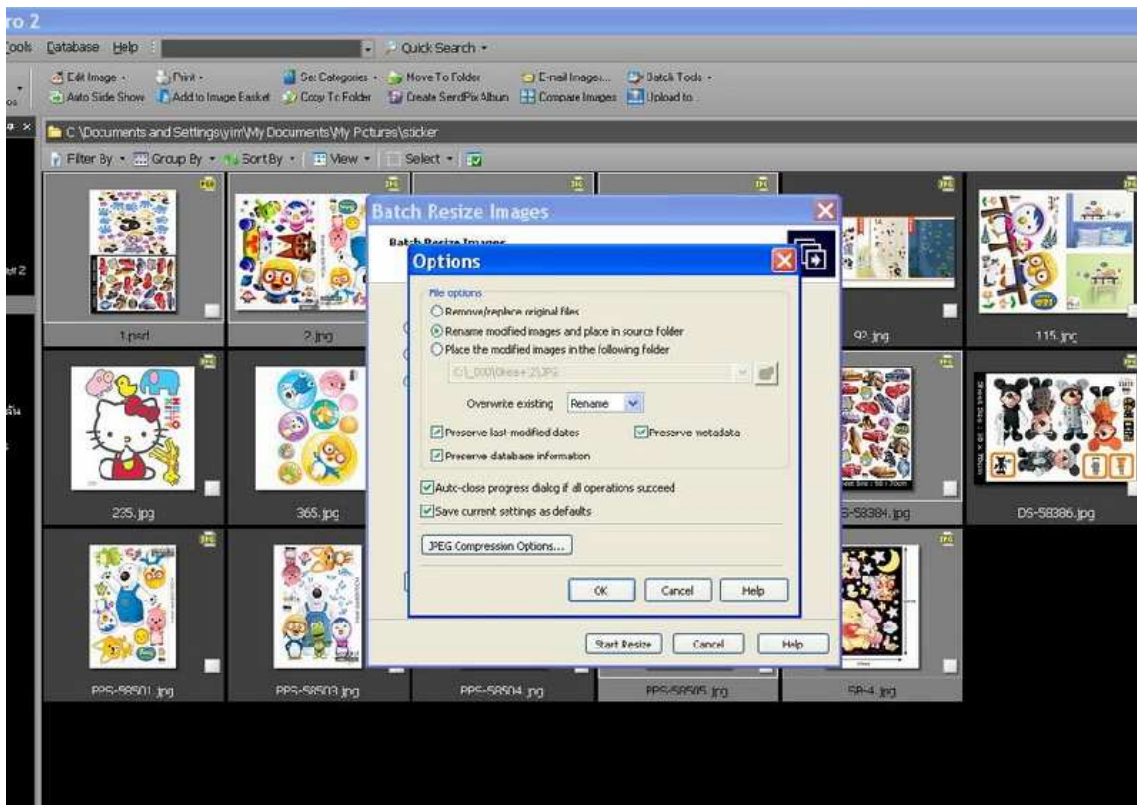 ro 2
Tools Database Help Quick Search
Edit Image Print Set Categories Move To Folder E-mail Images... Batch Tools
Auto Slide Show Add to Image Basket Copy To Folder Create SendPix Album Compare Images Upload to
C:\Documents and Settings\yim\My Documents\My Pictures\sticker
Filter By Group By Sort By View Select
Batch Resize Images
Batch Resize Images
Options
File options
Remove/replace original files
Rename modified images and place in source folder
Place the modified images in the following folder
Overwrite existing Rename
Preserve last-modified dates Preserve metadata
Preserve database information
Auto-close progress dialog if all operations succeed
Save current settings as defaults
JPEG Compression Options...
OK Cancel Help
Start Resize Cancel Help
1.psd 2.jpg 92.jpg 115.jpg
235.jpg 365.jpg S-58384.jpg DS-58386.jpg
PPS-58501.jpg PPS-58503.jpg PPS-58504.jpg PPS-58505.jpg SP-4.jpg